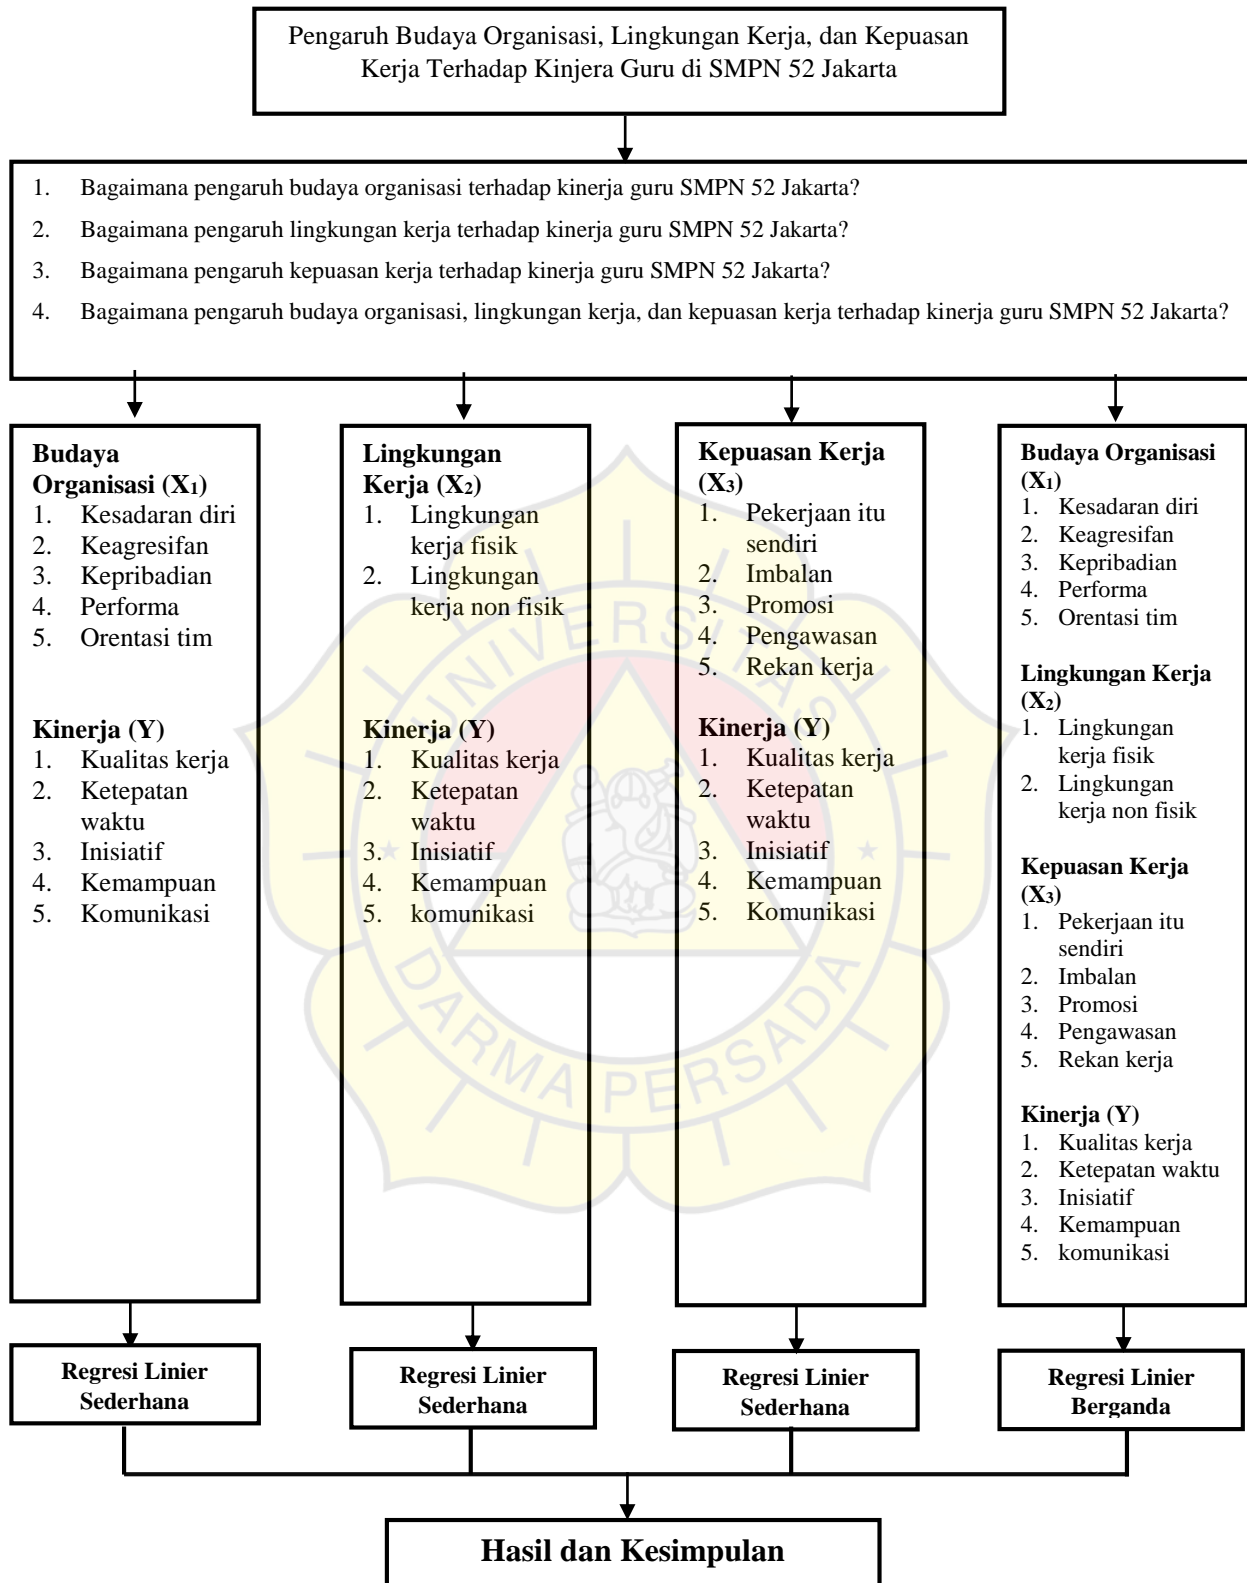 Pengaruh Budaya Organisasi, Lingkungan Kerja, dan Kepuasan
Kerja Terhadap Kinjera Guru di SMPN 52 Jakarta
1. Bagaimana pengaruh budaya organisasi terhadap kinerja guru SMPN 52 Jakarta?
2. Bagaimana pengaruh lingkungan kerja terhadap kinerja guru SMPN 52 Jakarta?
3. Bagaimana pengaruh kepuasan kerja terhadap kinerja guru SMPN 52 Jakarta?
4. Bagaimana pengaruh budaya organisasi, lingkungan kerja, dan kepuasan kerja terhadap kinerja guru SMPN 52 Jakarta?
Budaya
Organisasi (X1)
1. Kesadaran diri
2. Keagresifan
3. Kepribadian
4. Performa
5. Orentasi tim
Kinerja (Y)
1. Kualitas kerja
2. Ketepatan
waktu
3. Inisiatif
4. Kemampuan
5. Komunikasi
Lingkungan
Kerja (X2)
1. Lingkungan
kerja fisik
2. Lingkungan
kerja non fisik
Kinerja (Y)
1. Kualitas kerja
2. Ketepatan
waktu
3. Inisiatif
4. Kemampuan
5. komunikasi
Kepuasan Kerja
(X3)
1. Pekerjaan itu
sendiri
2. Imbalan
3. Promosi
4. Pengawasan
5. Rekan kerja
Kinerja (Y)
1. Kualitas kerja
2. Ketepatan
waktu
3. Inisiatif
4. Kemampuan
5. Komunikasi
Budaya Organisasi
(X1)
1. Kesadaran diri
2. Keagresifan
3. Kepribadian
4. Performa
5. Orentasi tim
Lingkungan Kerja
(X2)
1. Lingkungan
kerja fisik
2. Lingkungan
kerja non fisik
Kepuasan Kerja
(X3)
1. Pekerjaan itu
sendiri
2. Imbalan
3. Promosi
4. Pengawasan
5. Rekan kerja
Kinerja (Y)
1. Kualitas kerja
2. Ketepatan waktu
3. Inisiatif
4. Kemampuan
5. komunikasi
UNIVERSITAS
DARMA PERSADA
Regresi Linier
Sederhana
Regresi Linier
Sederhana
Regresi Linier
Sederhana
Regresi Linier
Berganda
Hasil dan Kesimpulan